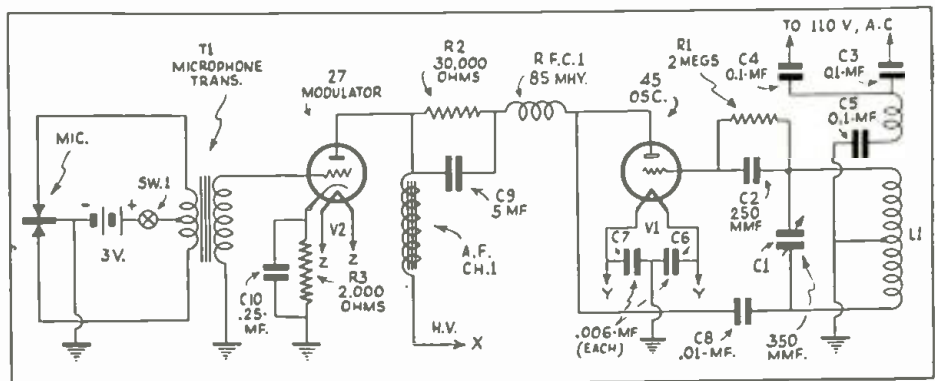 TO 110 V, A.C
T1
MICROPHONE
TRANS.
MIC.
SW.1
- +
3V.
27
MODULATOR
R2
30,000
OHMS
R.F.C.1
85 MHY.
45
OSC.
R1
2 MEGS
C4
0.1-MF
C3
0.1-MF.
C5
0.1-MF
C9
5 MF
C2
250
MMF
V2
Z Z
R3
2,000
OHMS
C10
.25-
MF.
A.F.
CH.1
H.V.
X
V1
C7
C6
Y Y
.006-MF
(EACH)
C8
.01-MF.
C1
350
MMF.
L1